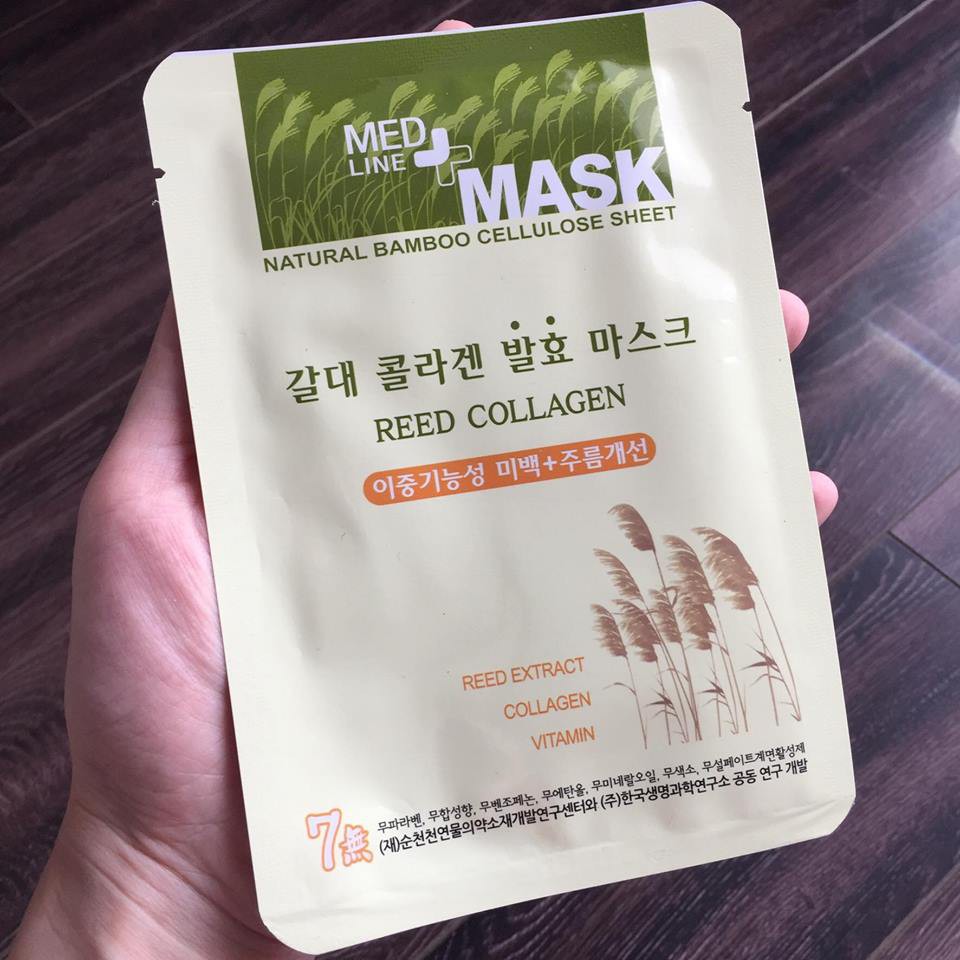 MED
LINE
MASK
NATURAL BAMBOO CELLULOSE SHEET
갈대 콜라겐 발효 마스크
REED COLLAGEN
이중기능성 미백+주름개선
REED EXTRACT
COLLAGEN
VITAMIN
7無
무파라벤, 무합성향, 무벤조페논, 무에탄올, 무미네랄오일, 무색소, 무설페이트계면활성제
(재)순천천연물의약소재개발연구센터와 (주)한국생명과학연구소 공동 연구 개발